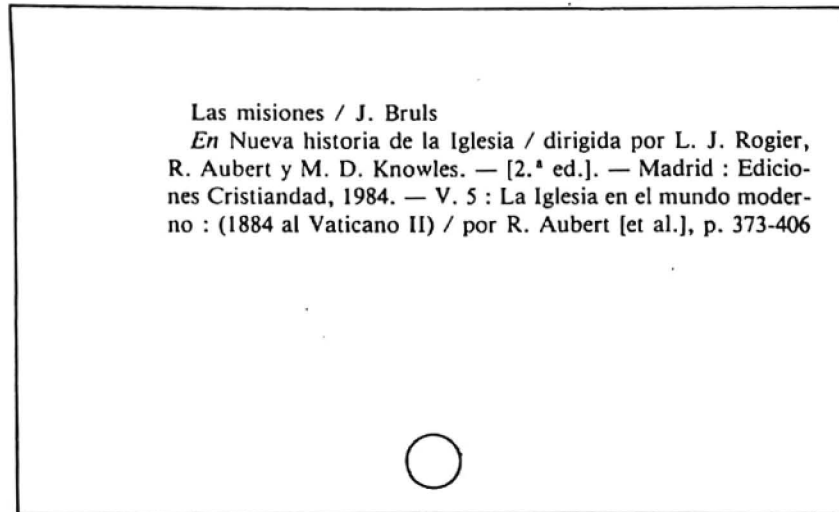 Las misiones / J. Bruls
En Nueva historia de la Iglesia / dirigida por L. J. Rogier,
R. Aubert y M. D. Knowles. — [2.ª ed.]. — Madrid : Edicio-
nes Cristiandad, 1984. — V. 5 : La Iglesia en el mundo moder-
no : (1884 al Vaticano II) / por R. Aubert [et al.], p. 373-406